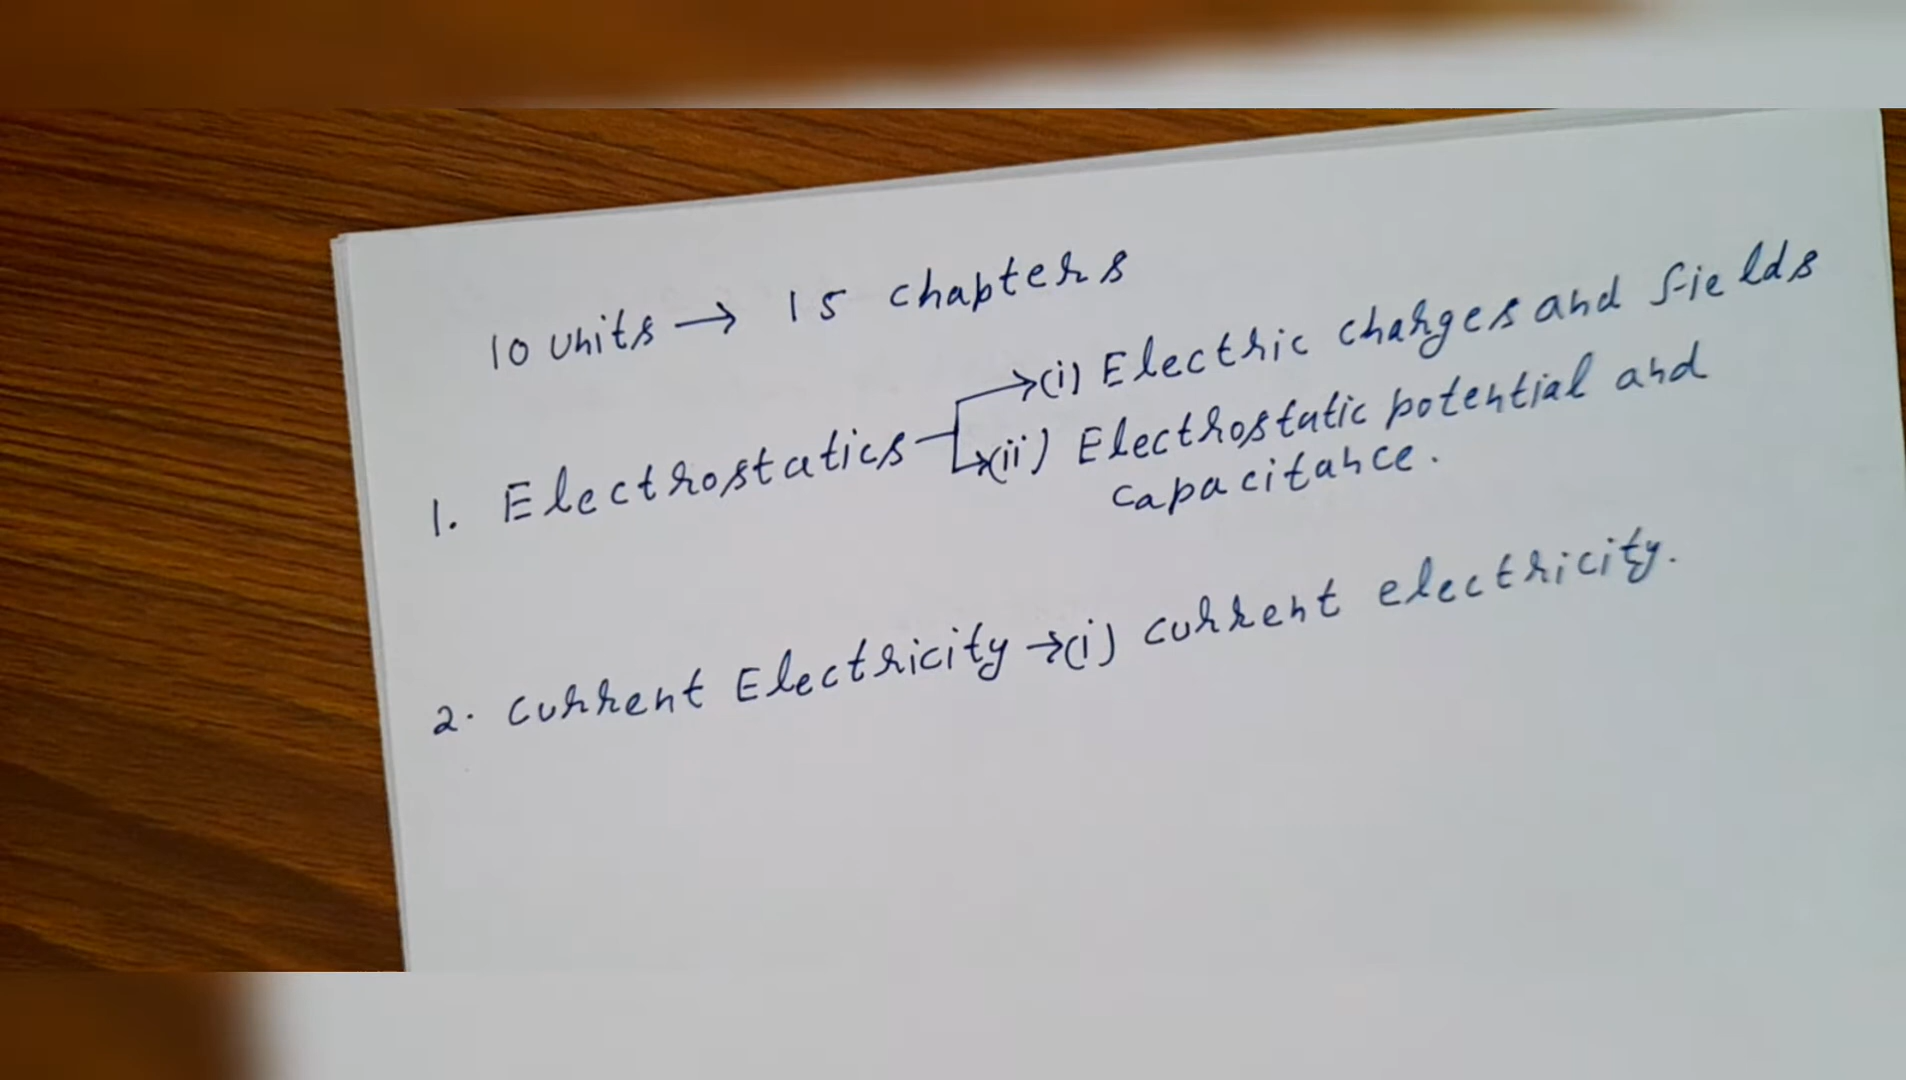 10 units → 15 chapters
1. Electrostatics →(i) Electric charges and fields
→(ii) Electrostatic potential and
capacitance.
2. current Electricity →(i) current electricity.